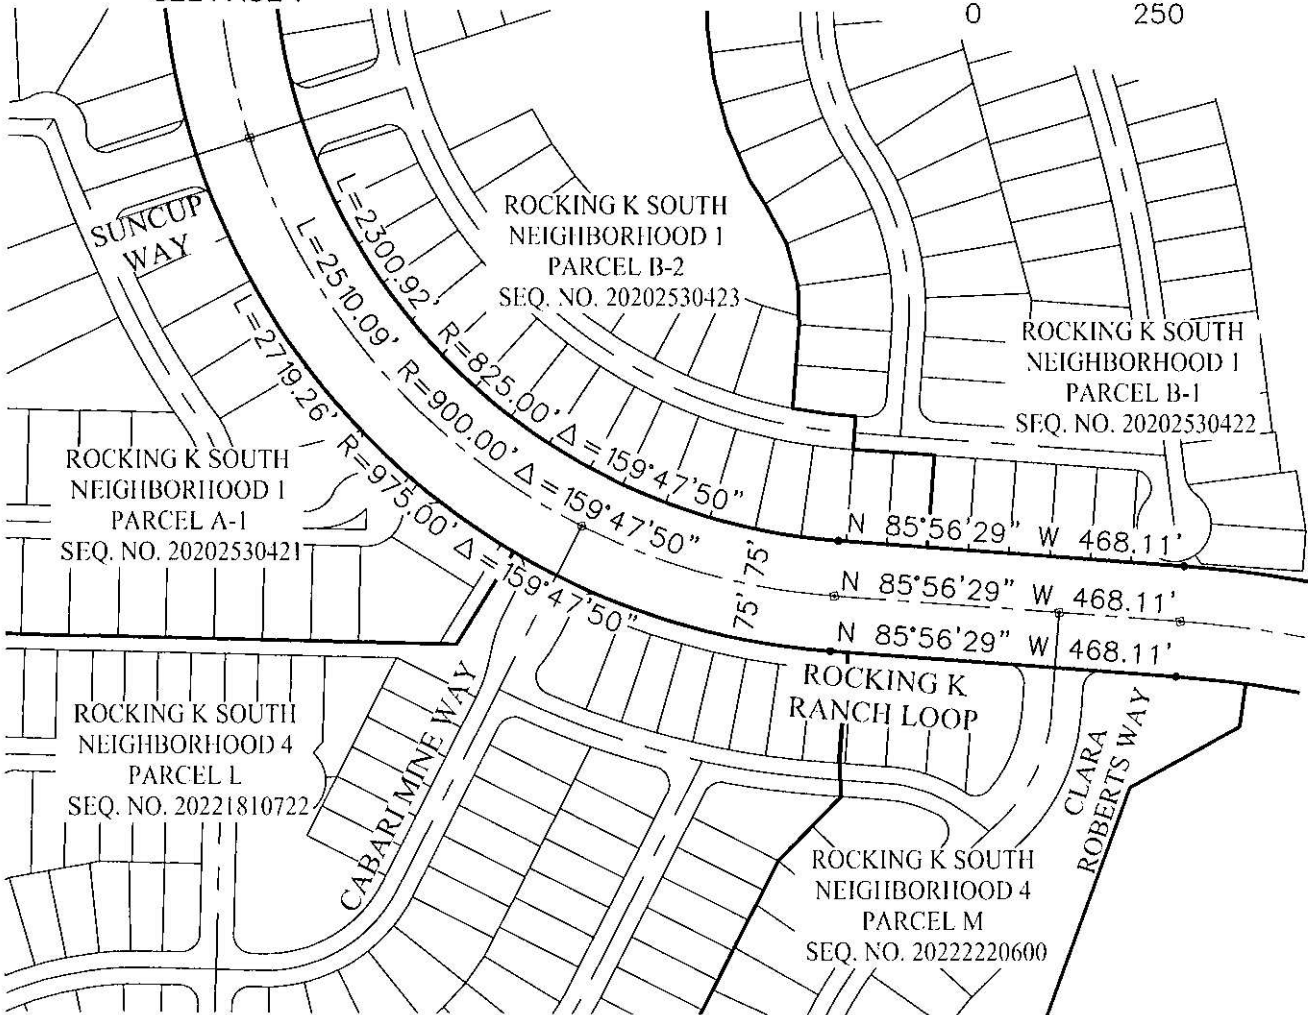 0 250
SUNCUP
WAY
ROCKING K SOUTH
NEIGHBORHOOD 1
PARCEL B-2
SEQ. NO. 20202530423
ROCKING K SOUTH
NEIGHBORHOOD 1
PARCEL B-1
SEQ. NO. 20202530422
L=2300.92' R=825.00' Δ=159°47'50"
L=2510.09' R=900.00' Δ=159°47'50"
L=2719.26' R=975.00' Δ=159°47'50"
ROCKING K SOUTH
NEIGHBORHOOD 1
PARCEL A-1
SEQ. NO. 20202530421
75'
75'
N 85°56'29" W 468.11'
N 85°56'29" W 468.11'
N 85°56'29" W 468.11'
ROCKING K
RANCH LOOP
ROCKING K SOUTH
NEIGHBORHOOD 4
PARCEL L
SEQ. NO. 20221810722
CABARI MINE WAY
CLARA
ROBERTS WAY
ROCKING K SOUTH
NEIGHBORHOOD 4
PARCEL M
SEQ. NO. 20222220600